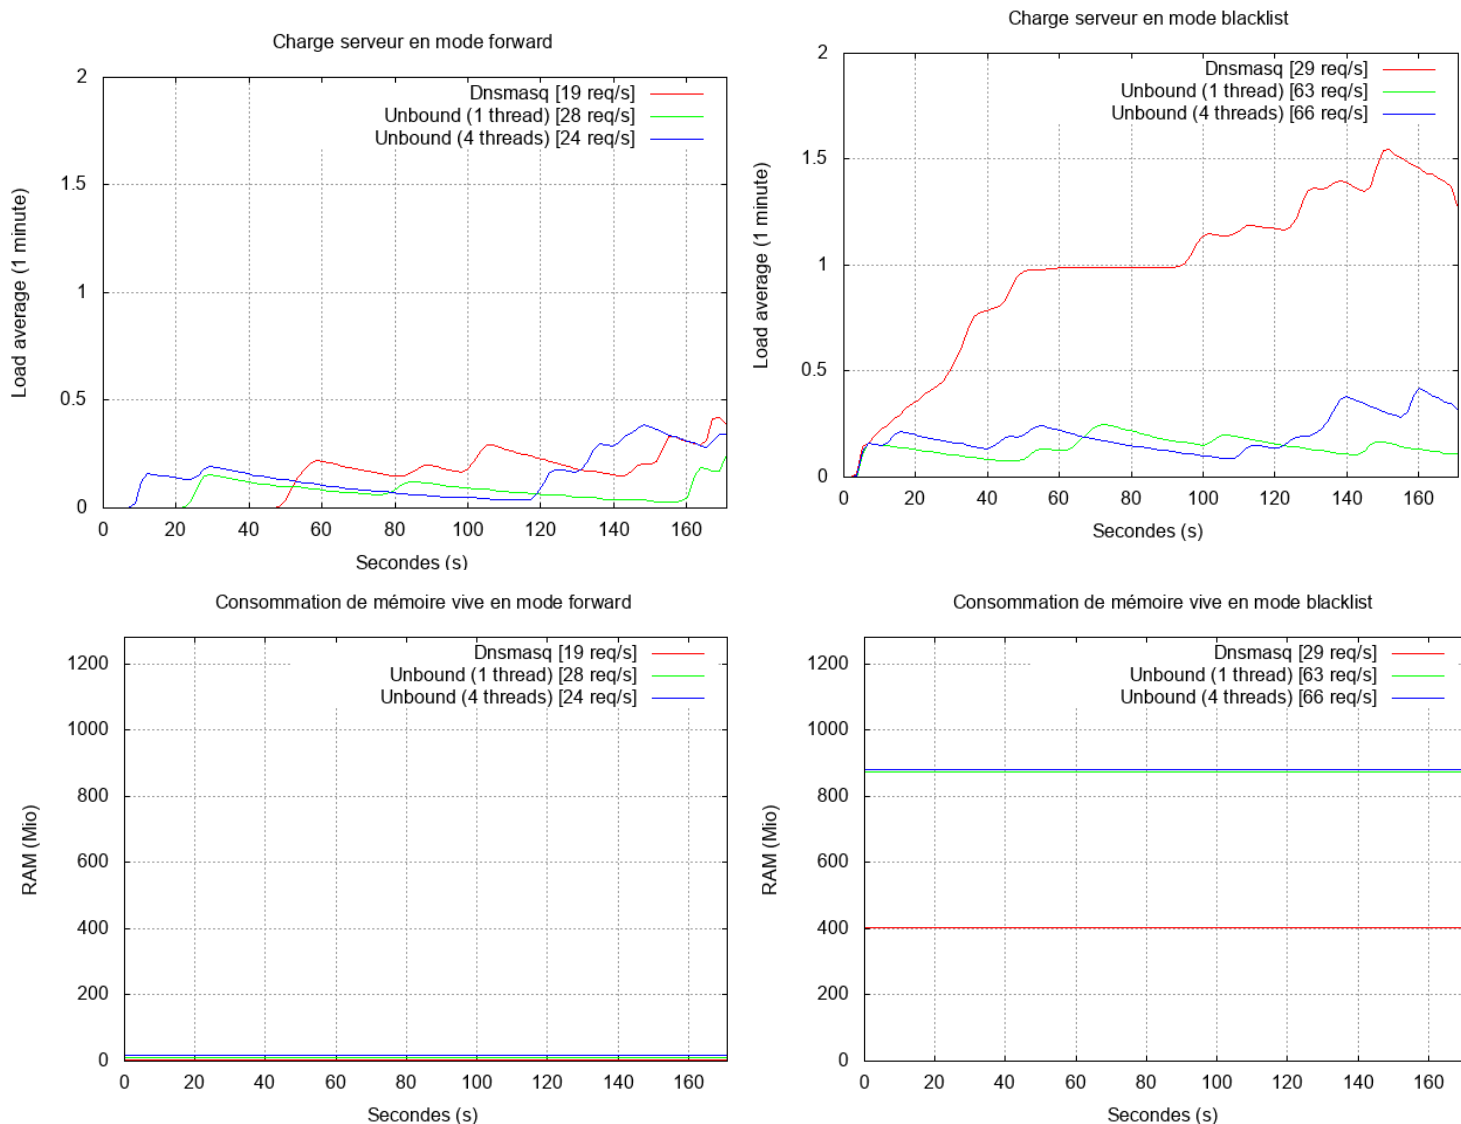 Charge serveur en mode forward
2
1.5
1
0.5
0
Load average (1 minute)
Dnsmasq [19 req/s]
Unbound (1 thread) [28 req/s]
Unbound (4 threads) [24 req/s]
0 20 40 60 80 100 120 140 160
Secondes (s)
Charge serveur en mode blacklist
2
1.5
1
0.5
0
Load average (1 minute)
Dnsmasq [29 req/s]
Unbound (1 thread) [63 req/s]
Unbound (4 threads) [66 req/s]
0 20 40 60 80 100 120 140 160
Secondes (s)
Consommation de mémoire vive en mode forward
1200
1000
800
600
400
200
0
RAM (Mio)
Dnsmasq [19 req/s]
Unbound (1 thread) [28 req/s]
Unbound (4 threads) [24 req/s]
0 20 40 60 80 100 120 140 160
Secondes (s)
Consommation de mémoire vive en mode blacklist
1200
1000
800
600
400
200
0
RAM (Mio)
Dnsmasq [29 req/s]
Unbound (1 thread) [63 req/s]
Unbound (4 threads) [66 req/s]
0 20 40 60 80 100 120 140 160
Secondes (s)